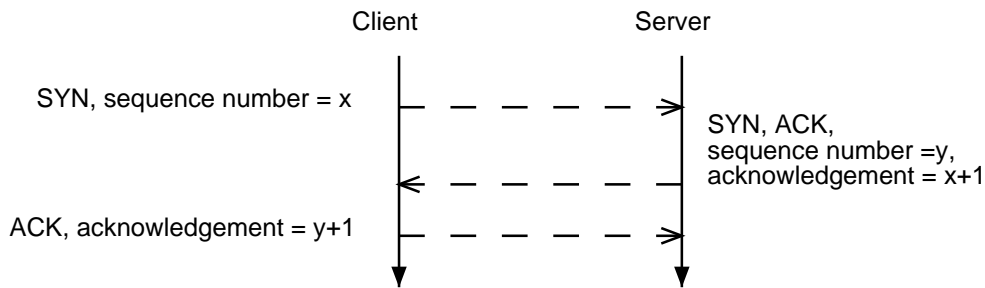 Client
Server
SYN, sequence number = x
SYN, ACK,
sequence number =y,
acknowledgement = x+1
ACK, acknowledgement = y+1